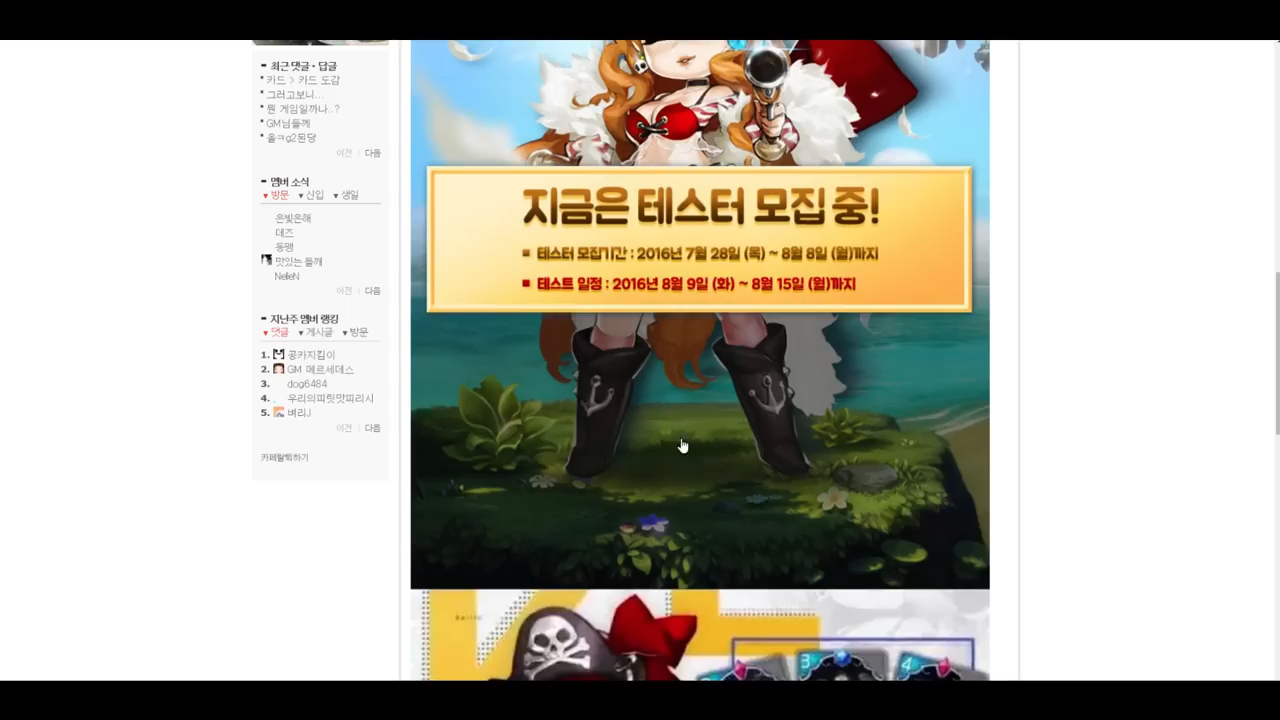 최근 댓글 · 답글
카드 > 카드 도감
그러고보니...
뭔 게임일까나..?
GM님들께
올ㅋg2된당
이전 | 다음
멤버 소식
▼방문 ▼신입 ▼생일
은빛은해
데즈
동맹
맛있는 들깨
NelleN
이전 | 다음
지난주 멤버 랭킹
▼댓글 ▼게시글 ▼방문
1. 공카지킴이
2. GM 메르세데스
3. dog6484
4. 우리의피릿맛피리시
5. 벼리J
이전 | 다음
카페탈퇴하기
지금은 테스터 모집 중!
테스터 모집기간 : 2016년 7월 28일 (목) ~ 8월 8일 (월)까지
테스트 일정 : 2016년 8월 9일 (화) ~ 8월 15일 (월)까지
3
4